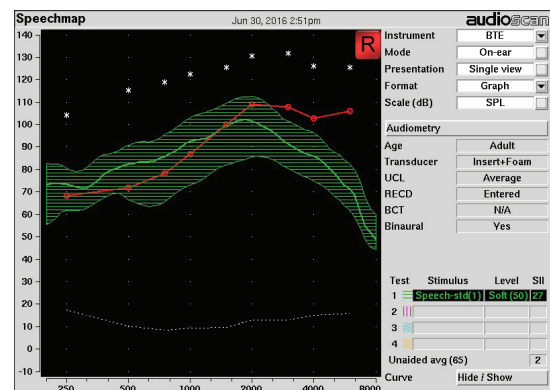 Speechmap Jun 30, 2016 2:51pm audioscan
R
140
130
120
110
100
90
80
70
60
50
40
30
20
10
0
-10
250 500 1000 2000 4000 8000
Instrument BTE
Mode On-ear
Presentation Single view
Format Graph
Scale (dB) SPL
Audiometry
Age Adult
Transducer Insert+Foam
UCL Average
RECD Entered
BCT N/A
Binaural Yes
Test Stimulus Level SII
1 Speech-std(1) Soft (50) 27
2
3
4
Unaided avg (65) 2
Curve Hide / Show